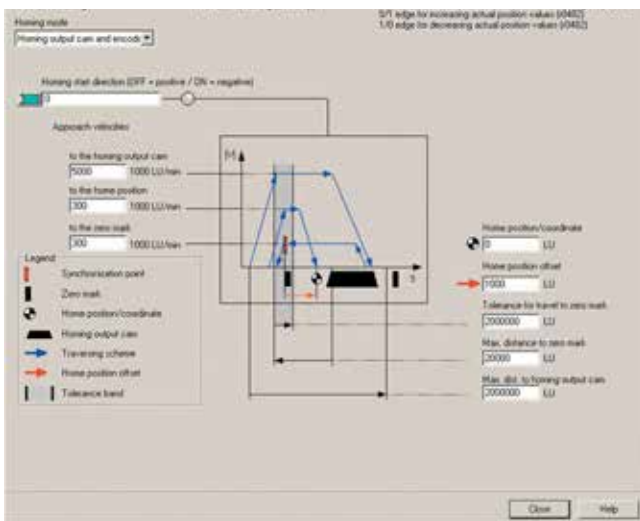 Homing mode
Homing output cam and encode
0/1 edge for increasing actual position values (r0482)
1/0 edge for decreasing actual position values (r0482)
Homing start direction (OFF = positive / ON = negative)
0
Approach velocities
to the homing output cam
5000 1000 LU/min
to the home position
300 1000 LU/min
to the zero mark
300 1000 LU/min
|v|
s
Legend
Synchronization point
Zero mark
Home position/coordinate
Homing output cam
Traversing scheme
Home position offset
Tolerance band
Home position/coordinate
0 LU
Home position offset
1000 LU
Tolerance for travel to zero mark
2000000 LU
Max. distance to zero mark
20000 LU
Max. dist. to homing output cam
2000000 LU
Close
Help